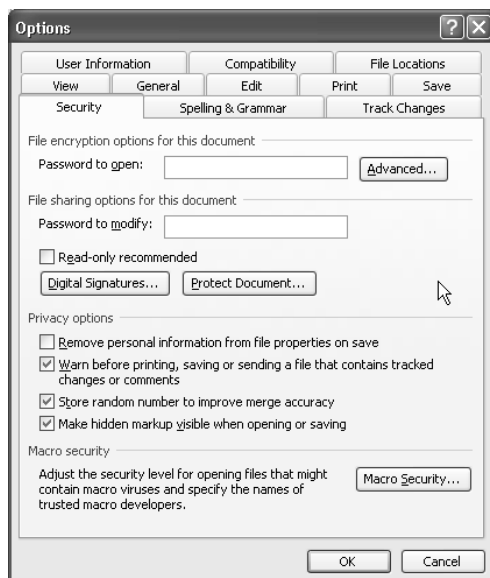 Options
User Information Compatibility File Locations
View General Edit Print Save
Security Spelling & Grammar Track Changes
File encryption options for this document
Password to open: Advanced...
File sharing options for this document
Password to modify:
Read-only recommended
Digital Signatures... Protect Document...
Privacy options
Remove personal information from file properties on save
Warn before printing, saving or sending a file that contains tracked
changes or comments
Store random number to improve merge accuracy
Make hidden markup visible when opening or saving
Macro security
Adjust the security level for opening files that might
contain macro viruses and specify the names of
trusted macro developers.
Macro Security...
OK Cancel